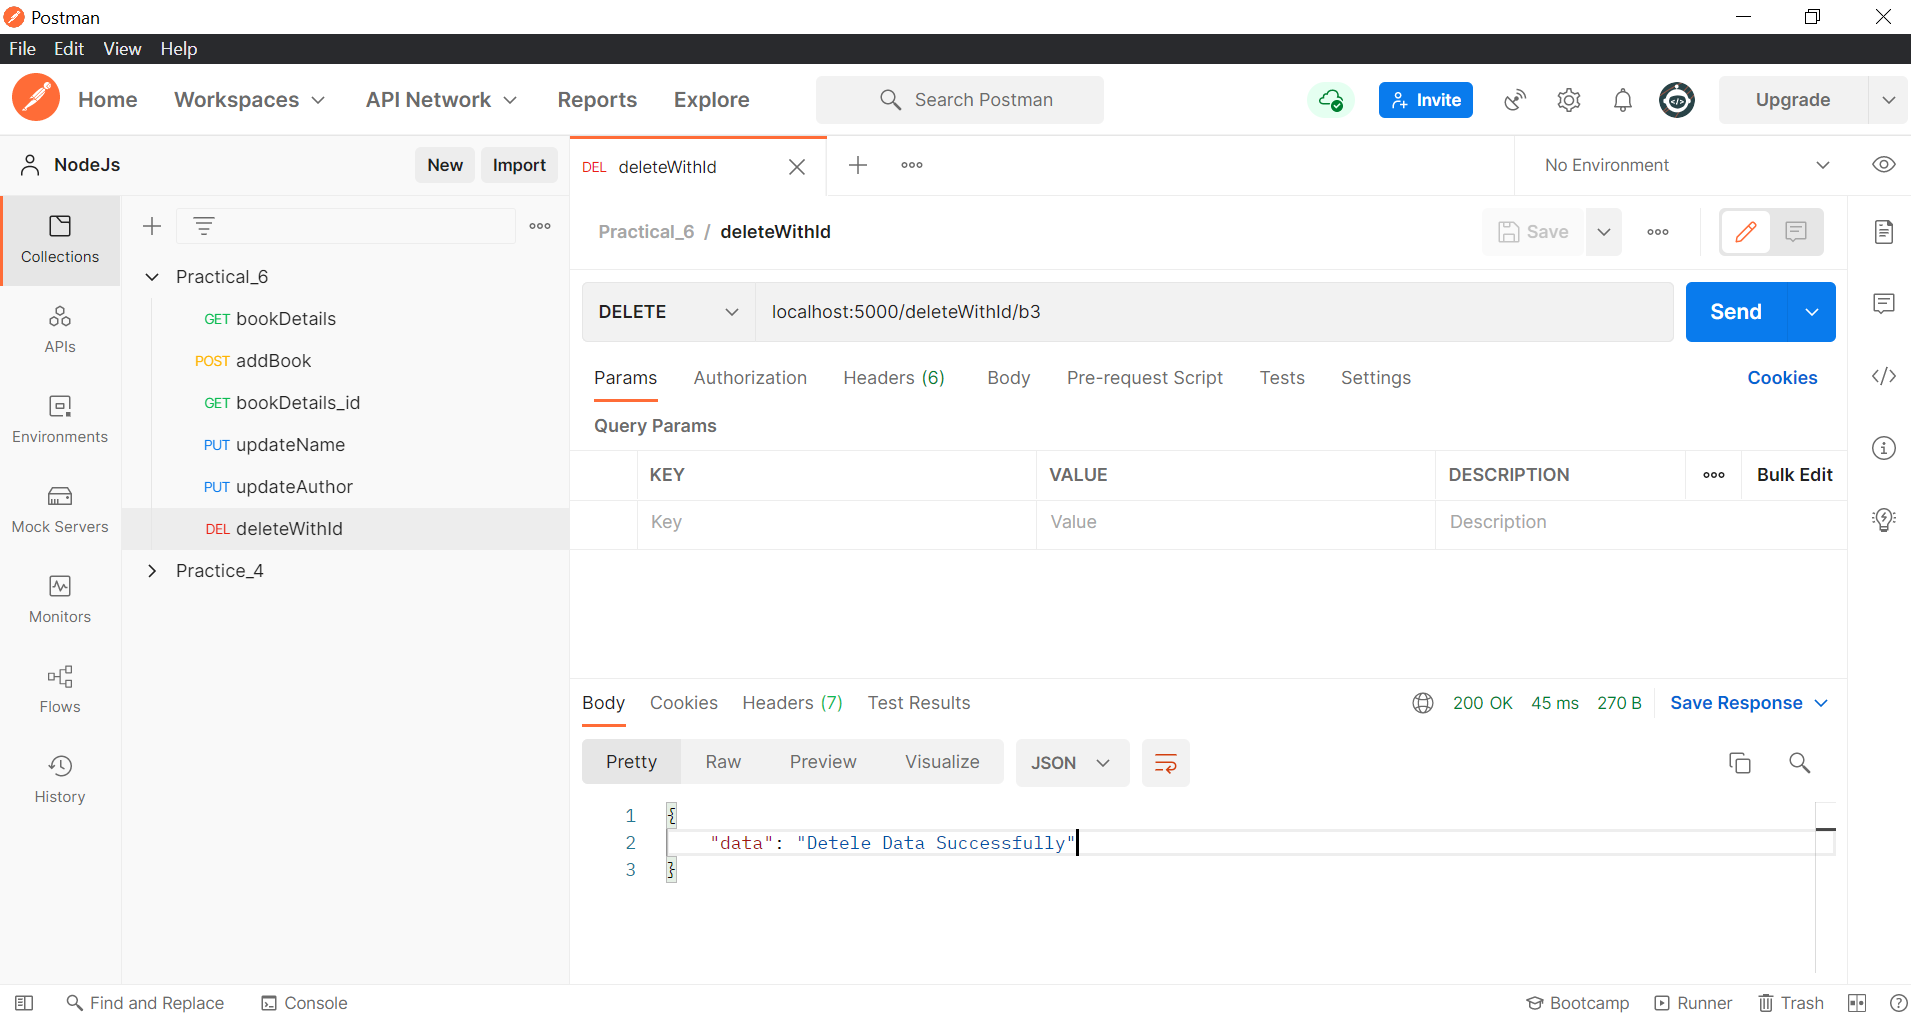 Postman
File Edit View Help
Home Workspaces API Network Reports Explore Search Postman Invite Upgrade
NodeJs New Import
DEL deleteWithId No Environment
Collections
APIs
Environments
Mock Servers
Monitors
Flows
History
Practical_6
GET bookDetails
POST addBook
GET bookDetails_id
PUT updateName
PUT updateAuthor
DEL deleteWithId
Practice_4
Practical_6 / deleteWithId Save
DELETE localhost:5000/deleteWithId/b3 Send
Params Authorization Headers (6) Body Pre-request Script Tests Settings Cookies
Query Params
KEY VALUE DESCRIPTION Bulk Edit
Key Value Description
Body Cookies Headers (7) Test Results 200 OK 45 ms 270 B Save Response
Pretty Raw Preview Visualize JSON
1 {
2 "data": "Detele Data Successfully"
3 }
Find and Replace Console Bootcamp Runner Trash